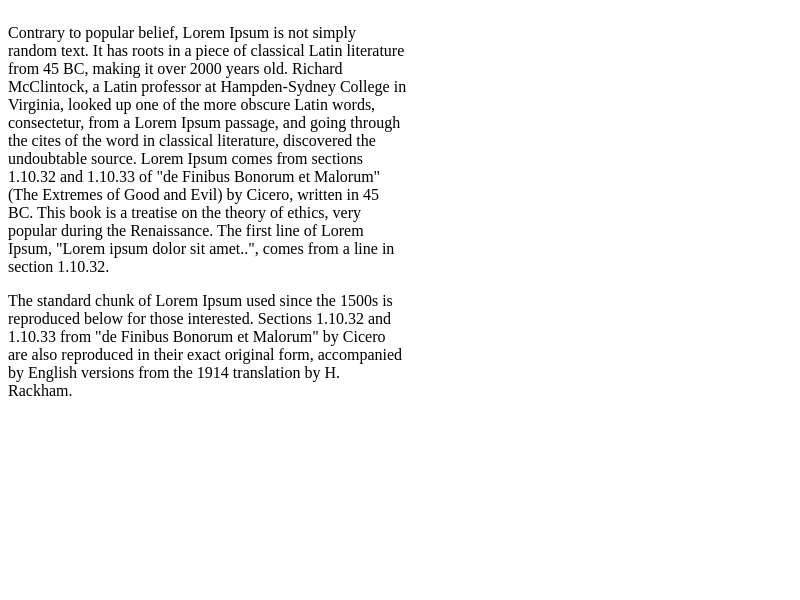 Contrary to popular belief, Lorem Ipsum is not simply
random text. It has roots in a piece of classical Latin literature
from 45 BC, making it over 2000 years old. Richard
McClintock, a Latin professor at Hampden-Sydney College in
Virginia, looked up one of the more obscure Latin words,
consectetur, from a Lorem Ipsum passage, and going through
the cites of the word in classical literature, discovered the
undoubtable source. Lorem Ipsum comes from sections
1.10.32 and 1.10.33 of "de Finibus Bonorum et Malorum"
(The Extremes of Good and Evil) by Cicero, written in 45
BC. This book is a treatise on the theory of ethics, very
popular during the Renaissance. The first line of Lorem
Ipsum, "Lorem ipsum dolor sit amet..", comes from a line in
section 1.10.32.
The standard chunk of Lorem Ipsum used since the 1500s is
reproduced below for those interested. Sections 1.10.32 and
1.10.33 from "de Finibus Bonorum et Malorum" by Cicero
are also reproduced in their exact original form, accompanied
by English versions from the 1914 translation by H.
Rackham.